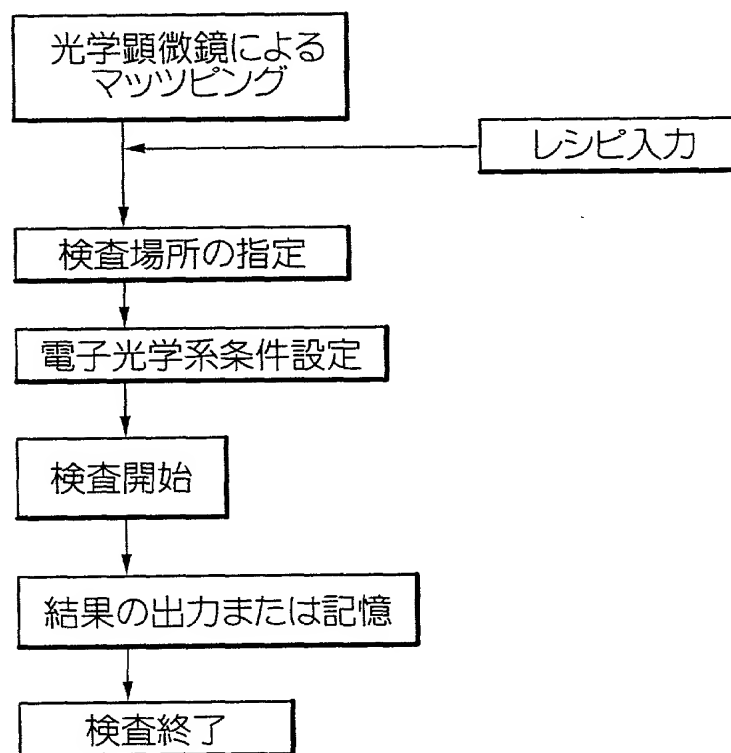 光学顕微鏡による
マッツピング
レシピ入力
検査場所の指定
電子光学系条件設定
検査開始
結果の出力または記憶
検査終了